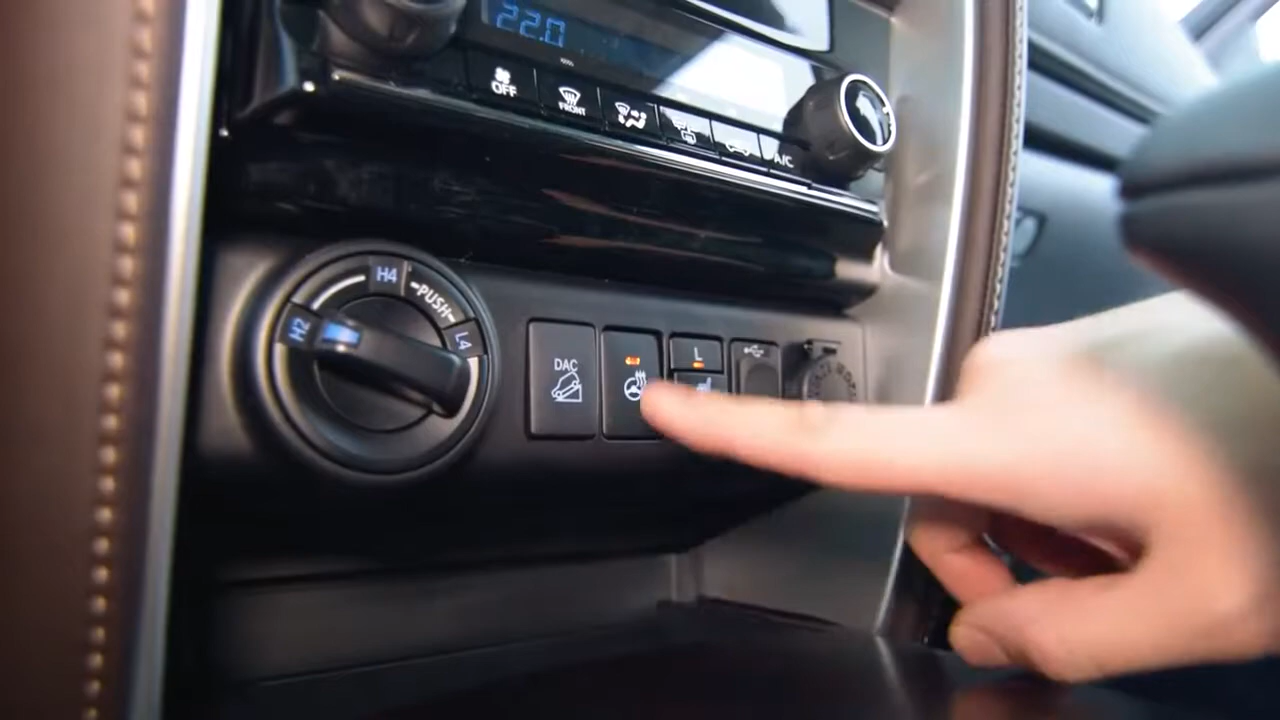 22.0
OFF
FRONT
A/C
H4
-PUSH-
H2
L4
DAC
L